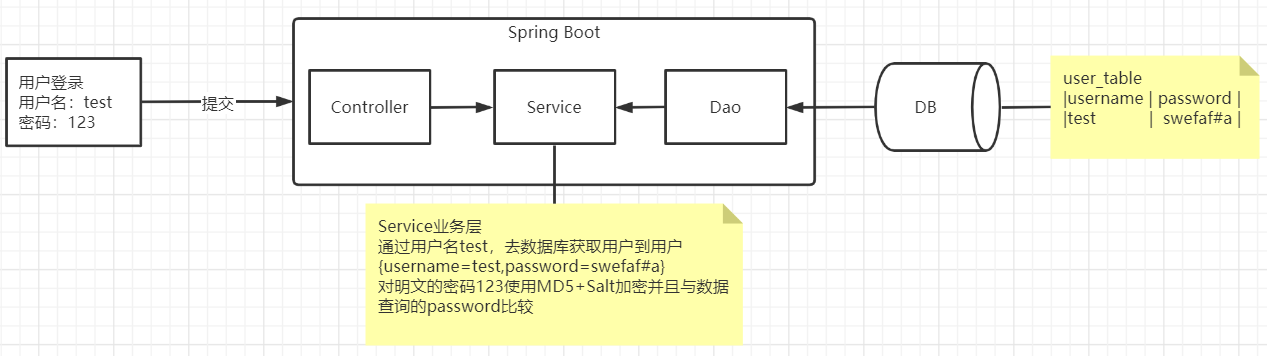 Spring Boot
用户登录
用户名：test
密码：123
提交
Controller
Service
Dao
DB
user_table
|username | password |
|test | swefaf#a |
Service业务层
通过用户名test，去数据库获取用户到用户
{username=test,password=swefaf#a}
对明文的密码123使用MD5+Salt加密并且与数据
查询的password比较